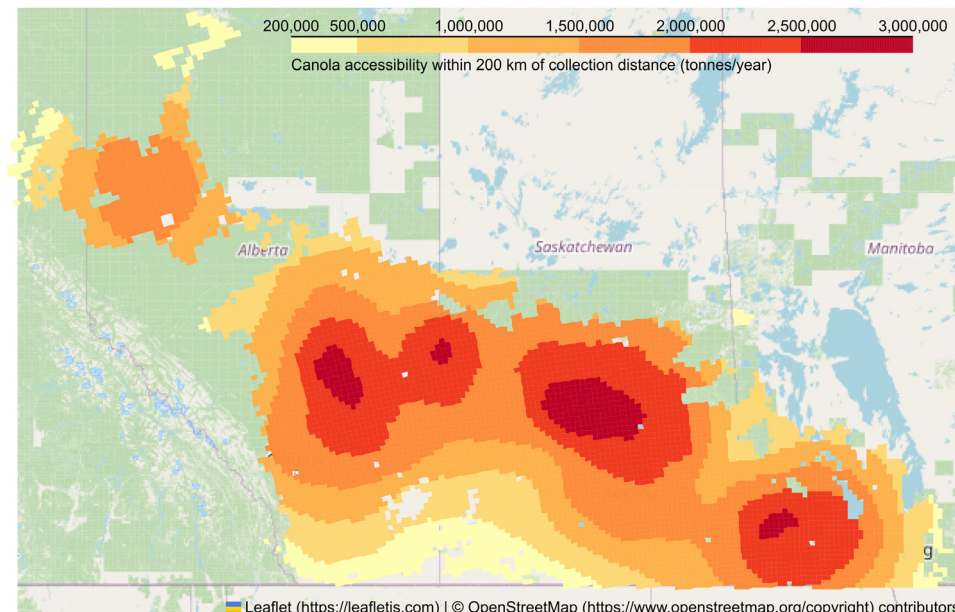 200,000 500,000 1,000,000 1,500,000 2,000,000 2,500,000 3,000,000
Canola accessibility within 200 km of collection distance (tonnes/year)
Alberta
Saskatchewan
Manitoba
g
Leaflet (https://leafletjs.com) | © OpenStreetMap (https://www.openstreetmap.org/copyright) contributors